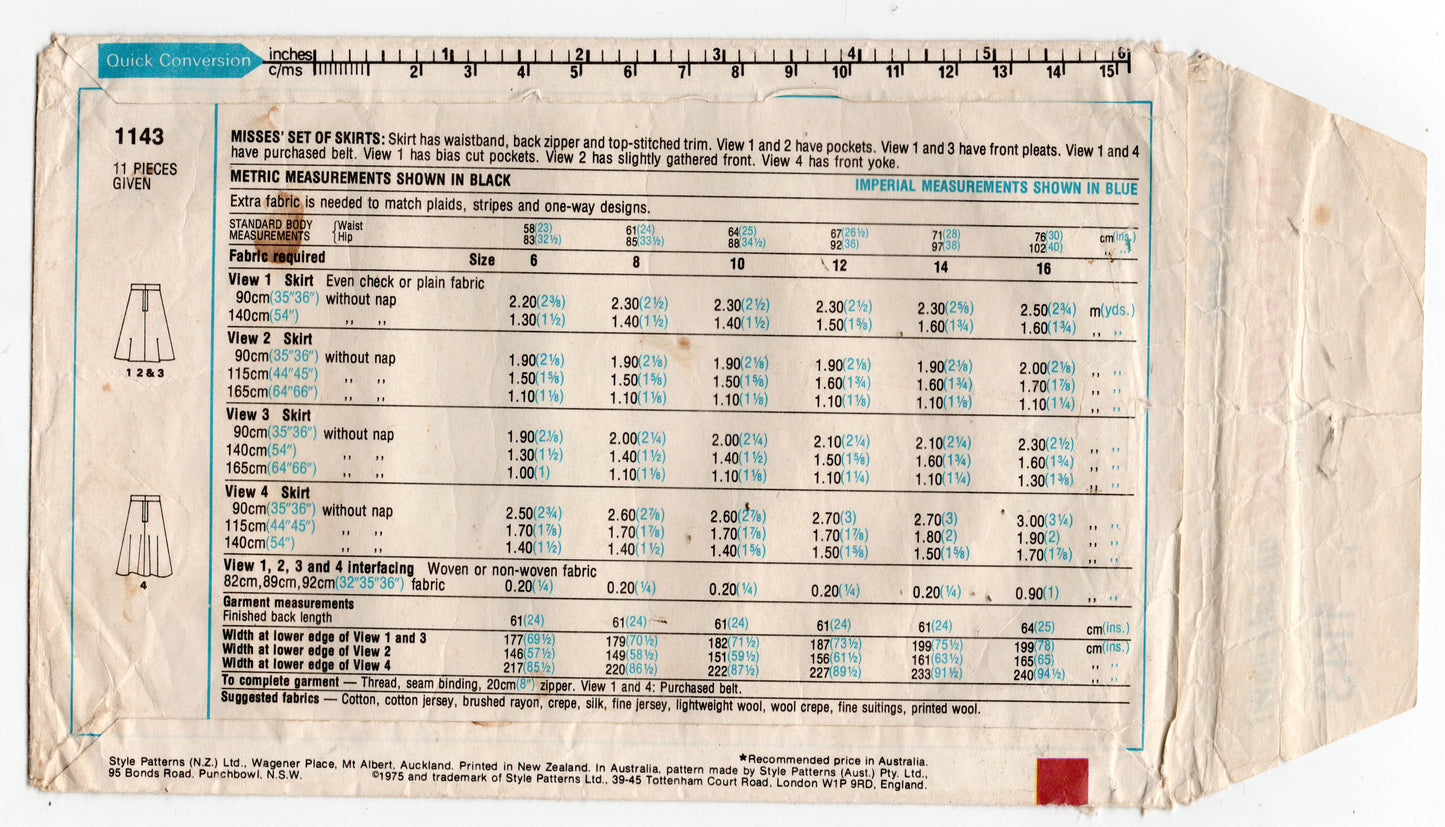 Quick Conversion
inches 1 2 3 4 5 6
c/ms 2 3 4 5 6 7 8 9 10 11 12 13 14 15
1143
11 PIECES
GIVEN
1 2 & 3
4
MISSES' SET OF SKIRTS: Skirt has waistband, back zipper and top-stitched trim. View 1 and 2 have pockets. View 1 and 3 have front pleats. View 1 and 4
have purchased belt. View 1 has bias cut pockets. View 2 has slightly gathered front. View 4 has front yoke.
METRIC MEASUREMENTS SHOWN IN BLACK IMPERIAL MEASUREMENTS SHOWN IN BLUE
Extra fabric is needed to match plaids, stripes and one-way designs.
STANDARD BODY {Waist 58(23) 61(24) 64(25) 67(26½) 71(28) 76(30) cm(ins.)
MEASUREMENTS {Hip 83(32½) 85(33½) 88(34½) 92(36) 97(38) 102(40) ,, ,,
Fabric required Size 6 8 10 12 14 16
View 1 Skirt Even check or plain fabric
90cm(35"36") without nap 2.20(2⅜) 2.30(2½) 2.30(2½) 2.30(2½) 2.30(2⅝) 2.50(2¾) m(yds.)
140cm(54") ,, ,, 1.30(1½) 1.40(1½) 1.40(1½) 1.50(1⅝) 1.60(1¾) 1.60(1¾) ,, ,,
View 2 Skirt
90cm(35"36") without nap 1.90(2⅛) 1.90(2⅛) 1.90(2⅛) 1.90(2⅛) 1.90(2⅛) 2.00(2⅛) ,, ,,
115cm(44"45") ,, ,, 1.50(1⅝) 1.50(1⅝) 1.50(1⅝) 1.60(1¾) 1.60(1¾) 1.70(1⅞) ,, ,,
165cm(64"66") ,, ,, 1.10(1⅛) 1.10(1⅛) 1.10(1⅛) 1.10(1⅛) 1.10(1⅛) 1.10(1¼) ,, ,,
View 3 Skirt
90cm(35"36") without nap 1.90(2⅛) 2.00(2¼) 2.00(2¼) 2.10(2¼) 2.10(2¼) 2.30(2½) ,, ,,
140cm(54") ,, ,, 1.30(1½) 1.40(1½) 1.40(1½) 1.50(1⅝) 1.60(1¾) 1.60(1¾) ,, ,,
165cm(64"66") ,, ,, 1.00(1) 1.10(1⅛) 1.10(1⅛) 1.10(1¼) 1.10(1¼) 1.30(1⅜) ,, ,,
View 4 Skirt
90cm(35"36") without nap 2.50(2¾) 2.60(2⅞) 2.60(2⅞) 2.70(3) 2.70(3) 3.00(3¼) ,, ,,
115cm(44"45") ,, ,, 1.70(1⅞) 1.70(1⅞) 1.70(1⅞) 1.70(1⅞) 1.80(2) 1.90(2) ,, ,,
140cm(54") ,, ,, 1.40(1½) 1.40(1½) 1.40(1⅝) 1.50(1⅝) 1.50(1⅝) 1.70(1⅞) ,, ,,
View 1, 2, 3 and 4 interfacing Woven or non-woven fabric
82cm,89cm,92cm(32"35"36") fabric 0.20(¼) 0.20(¼) 0.20(¼) 0.20(¼) 0.20(¼) 0.90(1) ,, ,,
Garment measurements
Finished back length 61(24) 61(24) 61(24) 61(24) 61(24) 64(25) cm(ins.)
Width at lower edge of View 1 and 3 177(69½) 179(70½) 182(71½) 187(73½) 199(75½) 199(78) cm(ins.)
Width at lower edge of View 2 146(57½) 149(58½) 151(59½) 156(61½) 161(63½) 165(65) ,, ,,
Width at lower edge of View 4 217(85½) 220(86½) 222(87½) 227(89½) 233(91½) 240(94½) ,, ,,
To complete garment — Thread, seam binding, 20cm(8") zipper. View 1 and 4: Purchased belt.
Suggested fabrics — Cotton, cotton jersey, brushed rayon, crepe, silk, fine jersey, lightweight wool, wool crepe, fine suitings, printed wool.
Style Patterns (N.Z.) Ltd., Wagener Place, Mt Albert, Auckland. Printed in New Zealand. In Australia, pattern made by Style Patterns (Aust.) Pty. Ltd.,
95 Bonds Road, Punchbowl, N.S.W. ©1975 and trademark of Style Patterns Ltd., 39-45 Tottenham Court Road, London W1P 9RD, England.
*Recommended price in Australia.